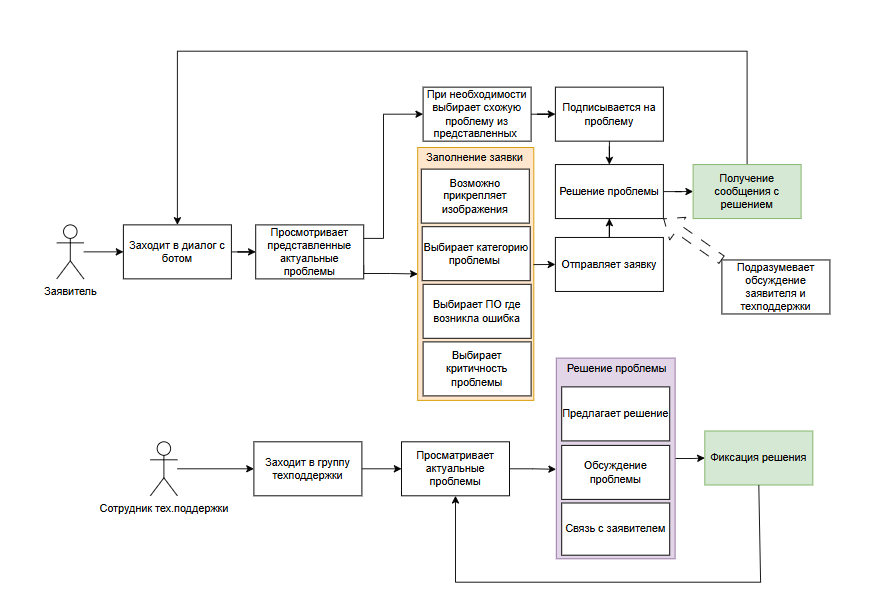 При необходимости
выбирает схожую
проблему из
представленных
Подписывается на
проблему
Заполнение заявки
Возможно
прикрепляет
изображения
Решение проблемы
Получение
сообщения с
решением
Заходит в диалог с
ботом
Просмотривает
представленные
актуальные
проблемы
Выбирает категорию
проблемы
Отправляет заявку
Заявитель
Подразумевает
обсуждение
заявителя и
техподдержки
Выбирает ПО где
возникла ошибка
Выбирает
критичность
проблемы
Решение проблемы
Предлагает решение
Заходит в группу
техподдержки
Просматривает
актуальные
проблемы
Обсуждение
проблемы
Фиксация решения
Сотрудник тех.поддержки
Связь с заявителем